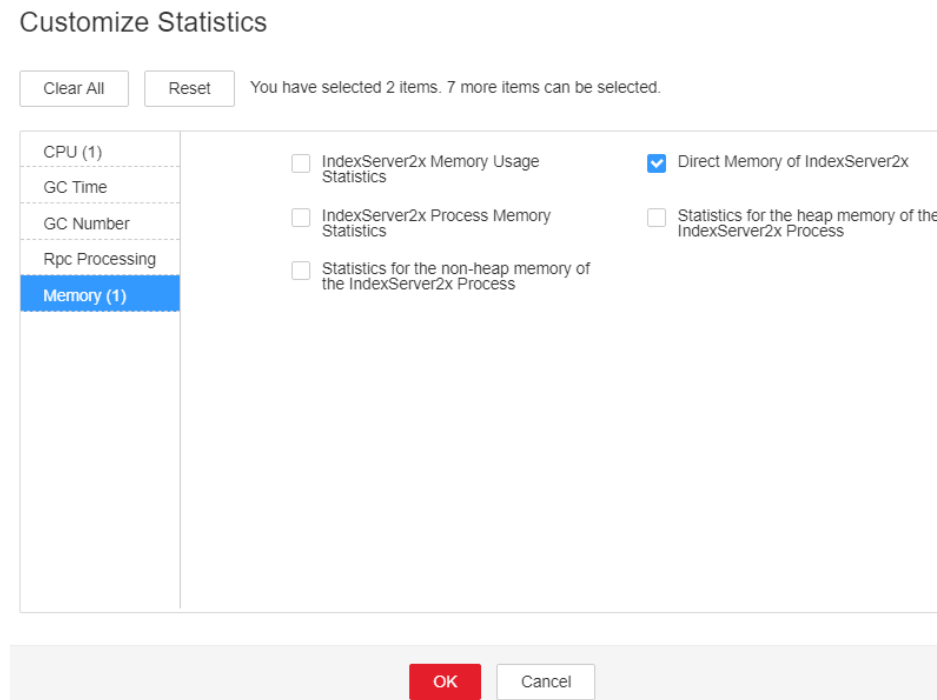 Customize Statistics
Clear All
Reset
You have selected 2 items. 7 more items can be selected.
CPU (1)
GC Time
GC Number
Rpc Processing
Memory (1)
IndexServer2x Memory Usage
Statistics
Direct Memory of IndexServer2x
IndexServer2x Process Memory
Statistics
Statistics for the heap memory of the
IndexServer2x Process
Statistics for the non-heap memory of
the IndexServer2x Process
OK
Cancel